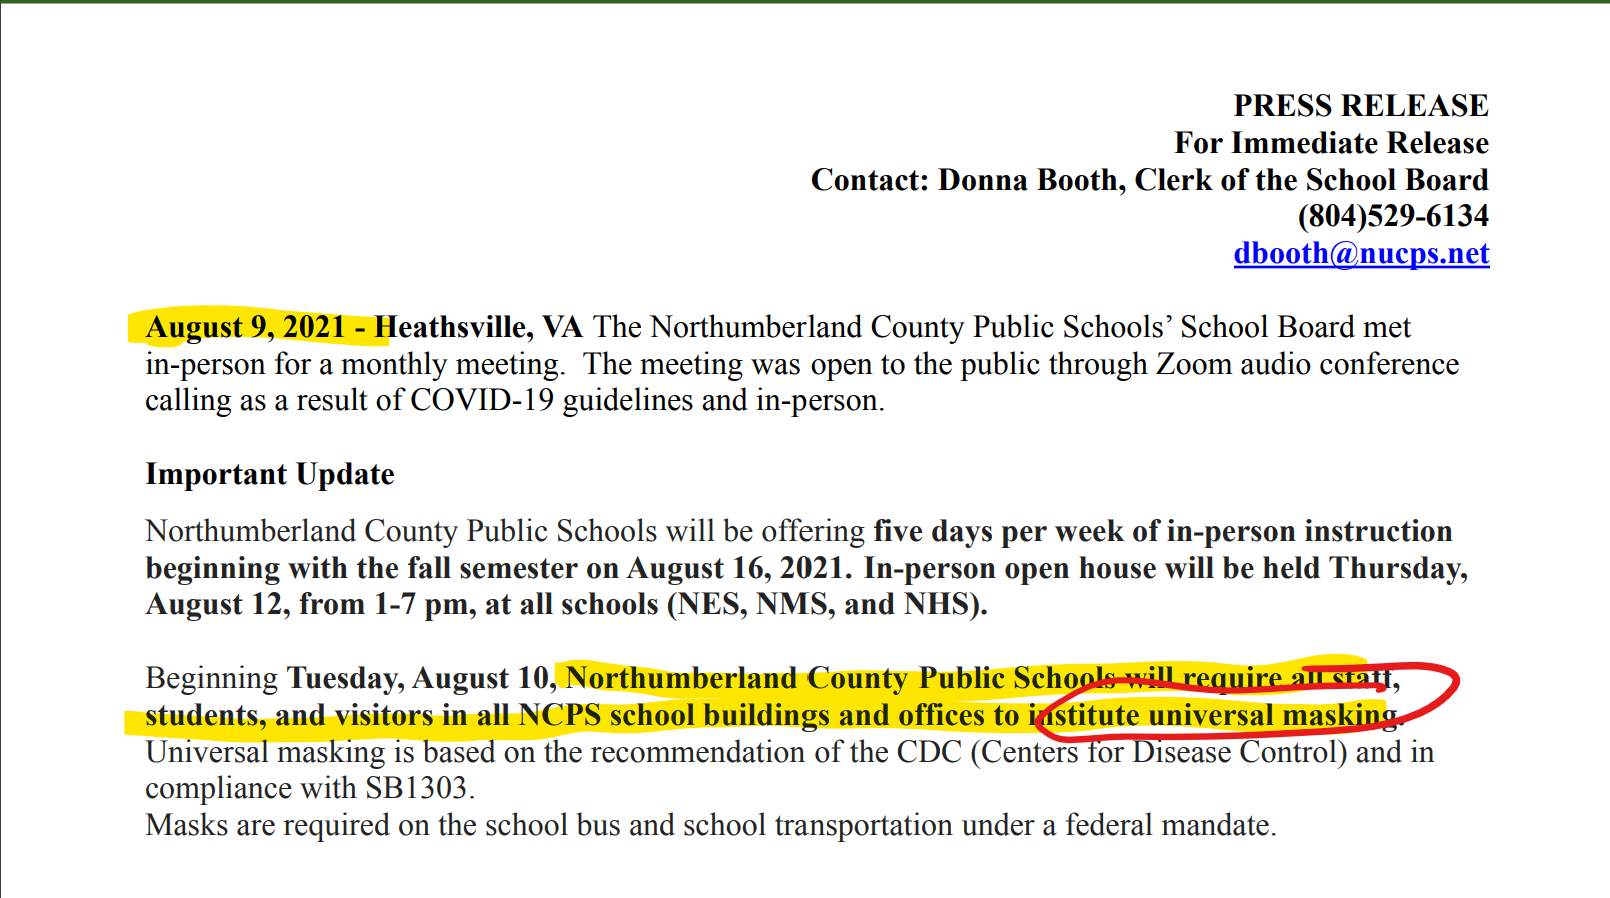 PRESS RELEASE
For Immediate Release
Contact: Donna Booth, Clerk of the School Board
(804)529-6134
dbooth@nucps.net
August 9, 2021 - Heathsville, VA The Northumberland County Public Schools’ School Board met
in-person for a monthly meeting.  The meeting was open to the public through Zoom audio conference
calling as a result of COVID-19 guidelines and in-person.
Important Update
Northumberland County Public Schools will be offering five days per week of in-person instruction
beginning with the fall semester on August 16, 2021. In-person open house will be held Thursday,
August 12, from 1-7 pm, at all schools (NES, NMS, and NHS).
Beginning Tuesday, August 10, Northumberland County Public Schools will require all staff,
students, and visitors in all NCPS school buildings and offices to institute universal masking.
Universal masking is based on the recommendation of the CDC (Centers for Disease Control) and in
compliance with SB1303.
Masks are required on the school bus and school transportation under a federal mandate.